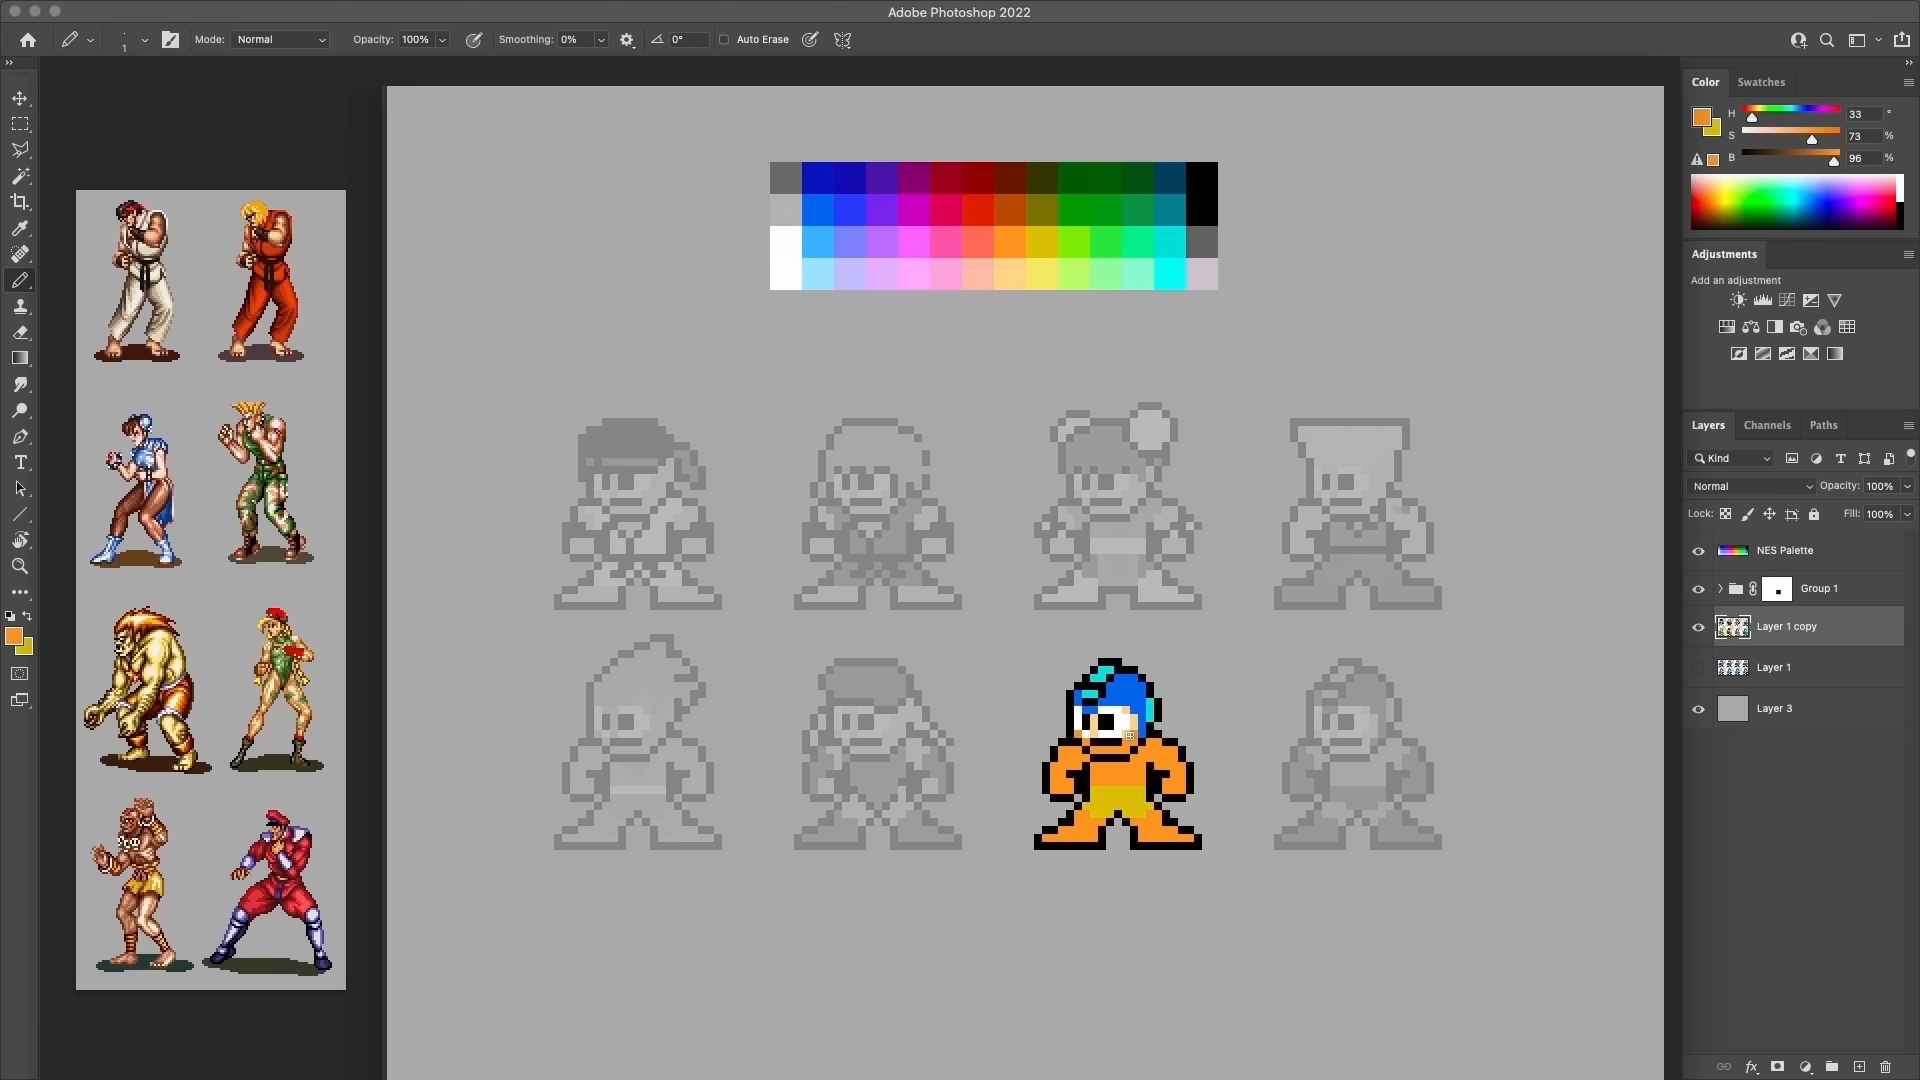 Adobe Photoshop 2022
1
Mode: Normal
Opacity: 100%
Smoothing: 0%
0°
Auto Erase
Color
Swatches
H 33 °
S 73 %
B 96 %
Adjustments
Add an adjustment
Layers
Channels
Paths
Kind
Normal
Opacity: 100%
Lock:
Fill: 100%
NES Palette
Group 1
Layer 1 copy
Layer 1
Layer 3
fx